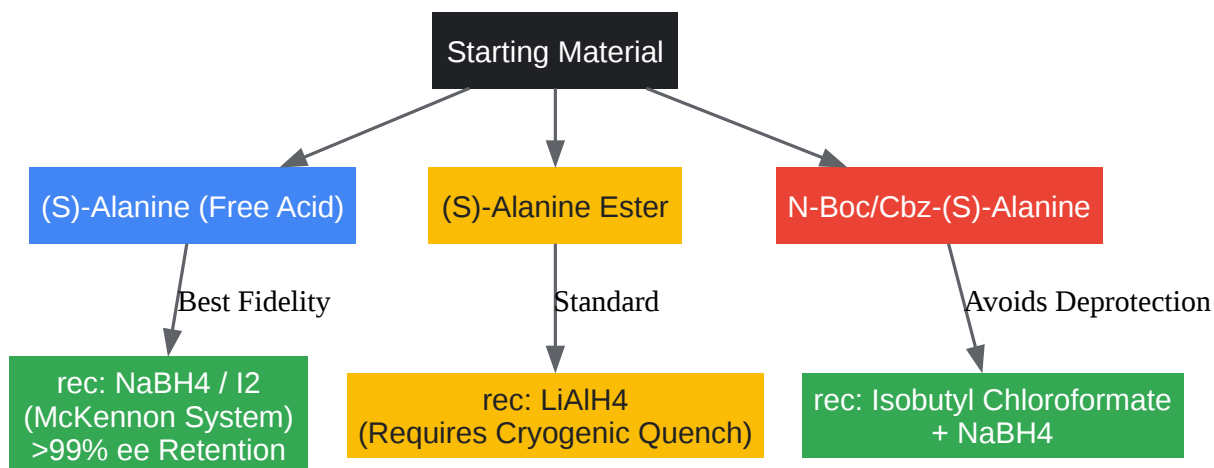 Starting Material
(S)-Alanine (Free Acid)
(S)-Alanine Ester
N-Boc/Cbz-(S)-Alanine
Best Fidelity
Standard
Avoids Deprotection
rec: NaBH4 / I2
(McKennon System)
>99% ee Retention
rec: LiAlH4
(Requires Cryogenic Quench)
rec: Isobutyl Chloroformate
+ NaBH4